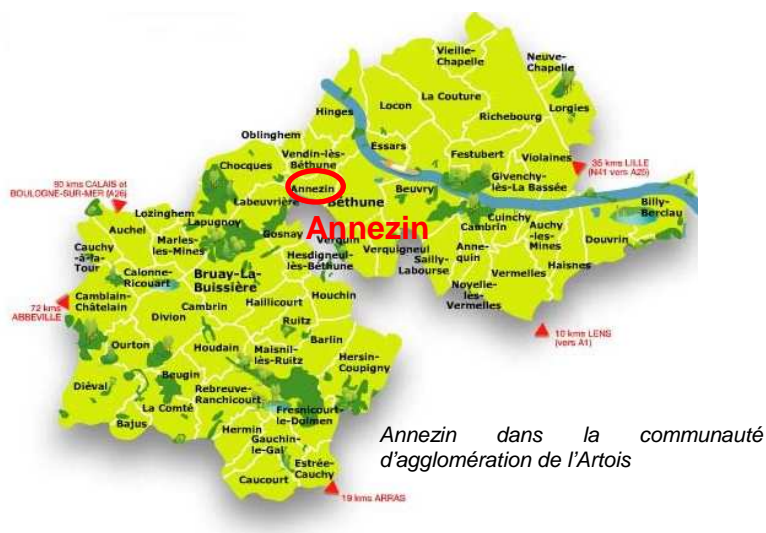 Vieille-
Chapelle
Neuve-
Chapelle
La Couture
Locon
Lorgies
Hinges
Richebourg
Oblinghem
Essars
Vendin-lès-
Béthune
Festubert
Violaines
35 kms LILLE
(N41 vers A25)
Chocques
Givenchy-
lès-La Bassée
90 kms CALAIS et
BOULOGNE-SUR-MER (A26)
Annezin
Beuvry
Labeuvrière
Béthune
Billy-
Berclau
Lozinghem
Lapugnoy
Annezin
Cuinchy
Cambrin
Auchy
-les-
Mines
Auchel
Gosnay
Verquin
Douvrin
Cauchy
-à-la-
Tour
Marles-
les-Mines
Hesdigneul-
lès-Béthune
Verquigneul
Sailly-
Labourse
Anne-
quin
Haisnes
Calonne-
Ricouart
Bruay-La-
Buissière
Vermelles
Noyelle-
lès-
Vermelles
Camblain-
Châtelain
Houchin
72 kms
ABBEVILLE
Cambrin
Haillicourt
Divion
Ruitz
10 kms LENS
(vers A1)
Ourton
Houdain
Maisnil-
lès-Ruitz
Barlin
Hersin-
Coupigny
Diéval
Beugin
Rebreuve-
Ranchicourt
La Comté
Fresnicourt-
le-Dolmen
Bajus
Hermin
Gauchin-
le-Gal
Estrée-
Cauchy
Caucourt
19 kms ARRAS
Annezin dans la communauté
d'agglomération de l'Artois